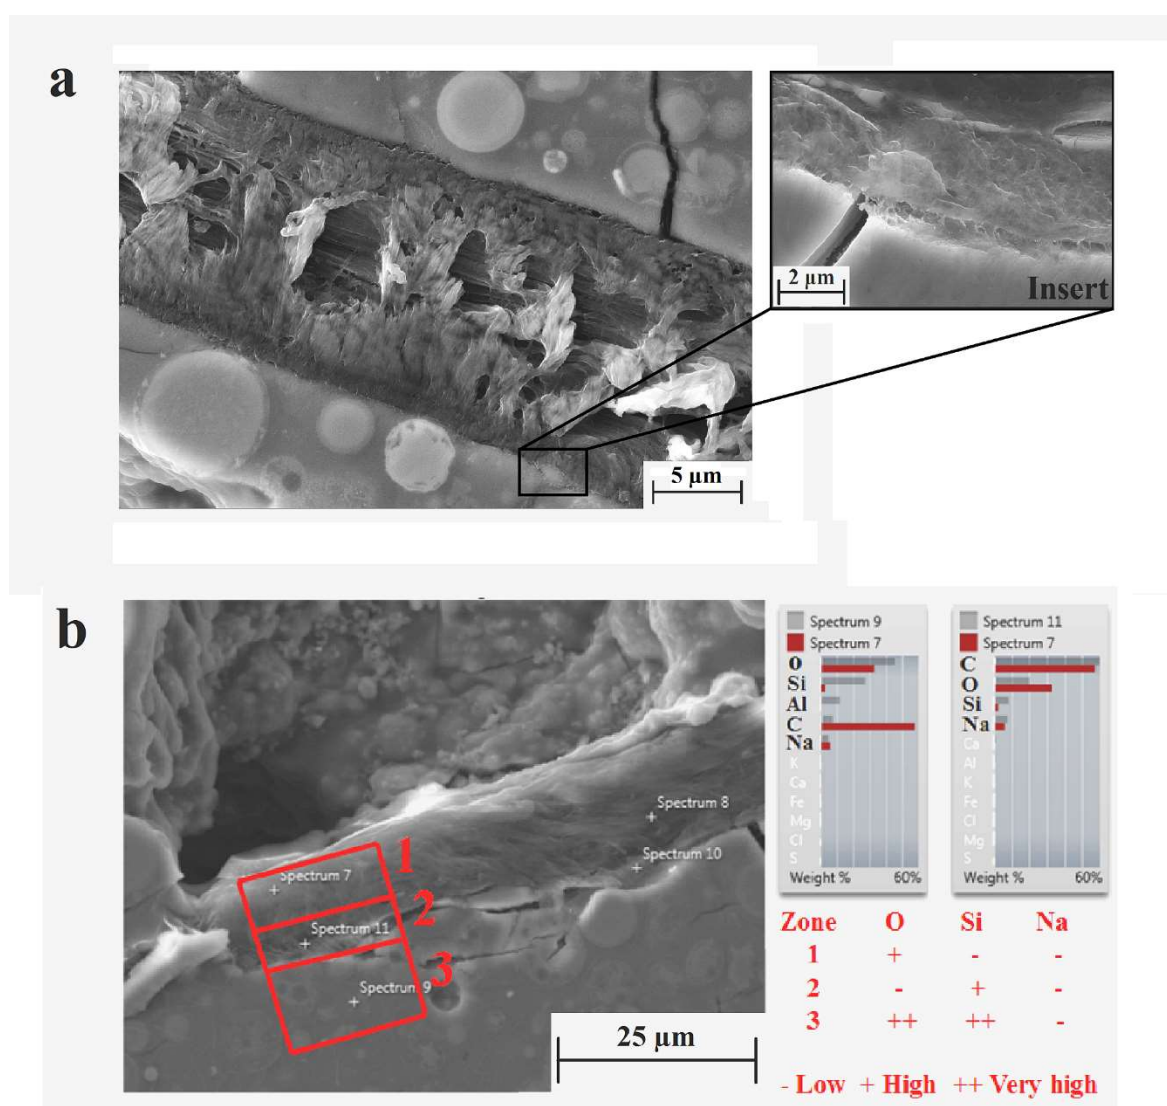 a
2 µm
Insert
5 µm
b
Spectrum 8
Spectrum 10
1
Spectrum 7
2
Spectrum 11
3
Spectrum 9
25 µm
Spectrum 9
Spectrum 7
O
Si
Al
C
Na
K
Ca
Fe
Mg
Cl
S
Weight % 60%
Spectrum 11
Spectrum 7
C
O
Si
Na
Ca
Al
K
Fe
Cl
Mg
S
Weight % 60%
Zone O Si Na
1 + - -
2 - + -
3 ++ ++ -
- Low + High ++ Very high